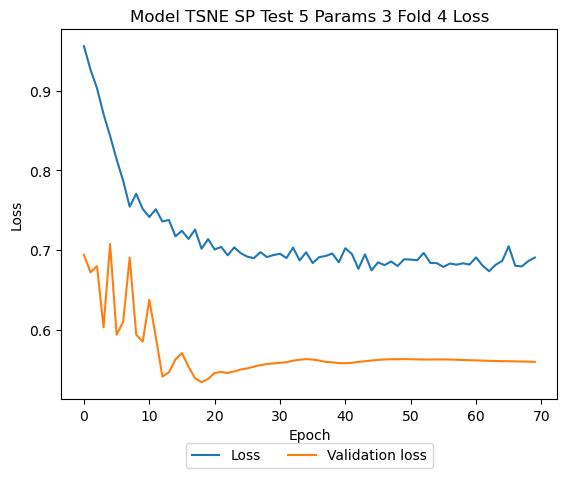 Model TSNE SP Test 5 Params 3 Fold 4 Loss
Loss
0.9
0.8
0.7
0.6
0 10 20 30 40 50 60 70
Epoch
Loss Validation loss